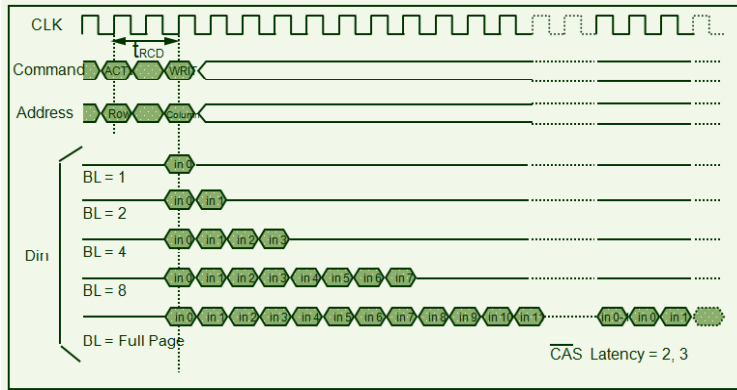 CLK
tRCD
Command ACT WRIT
Address Row Column
in 0
BL = 1
in 0 in 1
BL = 2
in 0 in 1 in 2 in 3
BL = 4
Din
in 0 in 1 in 2 in 3 in 4 in 5 in 6 in 7
BL = 8
in 0 in 1 in 2 in 3 in 4 in 5 in 6 in 7 in 8 in 9 in 10 in 11 in 0-1 in 0 in 1
BL = Full Page
CAS Latency = 2, 3